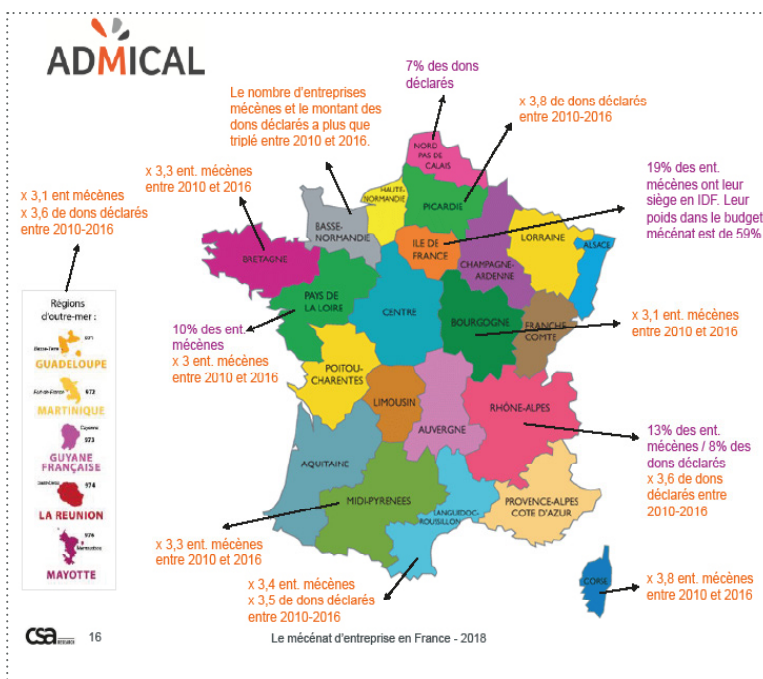 ADMICAL
7% des dons
déclarés
Le nombre d'entreprises
mécènes et le montant des
dons déclarés a plus que
triplé entre 2010 et 2016.
x 3,8 de dons déclarés
entre 2010-2016
x 3,3 ent. mécènes
entre 2010 et 2016
x 3,1 ent mécènes
x 3,6 de dons déclarés
entre 2010-2016
19% des ent.
mécènes ont leur
siège en IDF. Leur
poids dans le budget
mécénat est de 59%
NORD
PAS DE
CALAIS
HAUTE-
NORMANDIE
PICARDIE
BASSE-
NORMANDIE
ILE DE
FRANCE
LORRAINE
ALSACE
CHAMPAGNE-
ARDENNE
BRETAGNE
PAYS DE
LA LOIRE
CENTRE
BOURGOGNE
FRANCHE
COMTE
10% des ent.
mécènes
x 3 ent. mécènes
entre 2010 et 2016
x 3,1 ent. mécènes
entre 2010 et 2016
POITOU-
CHARENTES
LIMOUSIN
AUVERGNE
RHÔNE-ALPES
13% des ent.
mécènes / 8% des
dons déclarés
x 3,6 de dons
déclarés entre
2010-2016
AQUITAINE
MIDI-PYRENÉES
LANGUEDOC-
ROUSILLON
PROVENCE-ALPES
COTE D'AZUR
CORSE
x 3,3 ent. mécènes
entre 2010 et 2016
x 3,4 ent. mécènes
x 3,5 de dons déclarés
entre 2010-2016
x 3,8 ent. mécènes
entre 2010 et 2016
Régions
d'outre-mer :
971
GUADELOUPE
972
MARTINIQUE
Cayenne
973
GUYANE
FRANÇAISE
974
LA REUNION
976
MAYOTTE
csa
16
Le mécénat d'entreprise en France - 2018